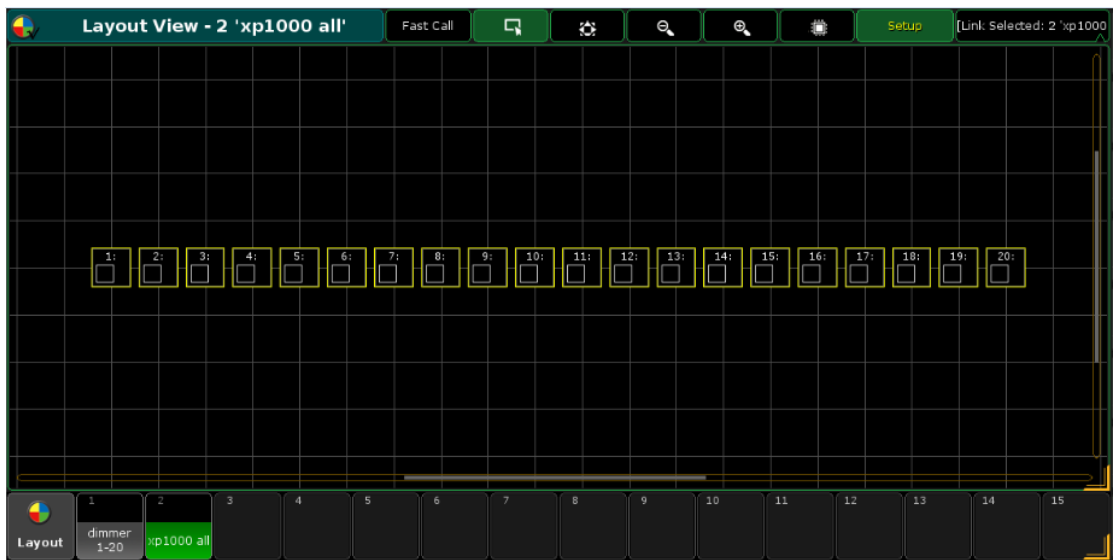 Layout View - 2 'xp1000 all' Fast Call Setup [Link Selected: 2 'xp1000
1: 2: 3: 4: 5: 6: 7: 8: 9: 10: 11: 12: 13: 14: 15: 16: 17: 18: 19: 20:
1 2 3 4 5 6 7 8 9 10 11 12 13 14 15
Layout
dimmer
1-20
xp1000 all